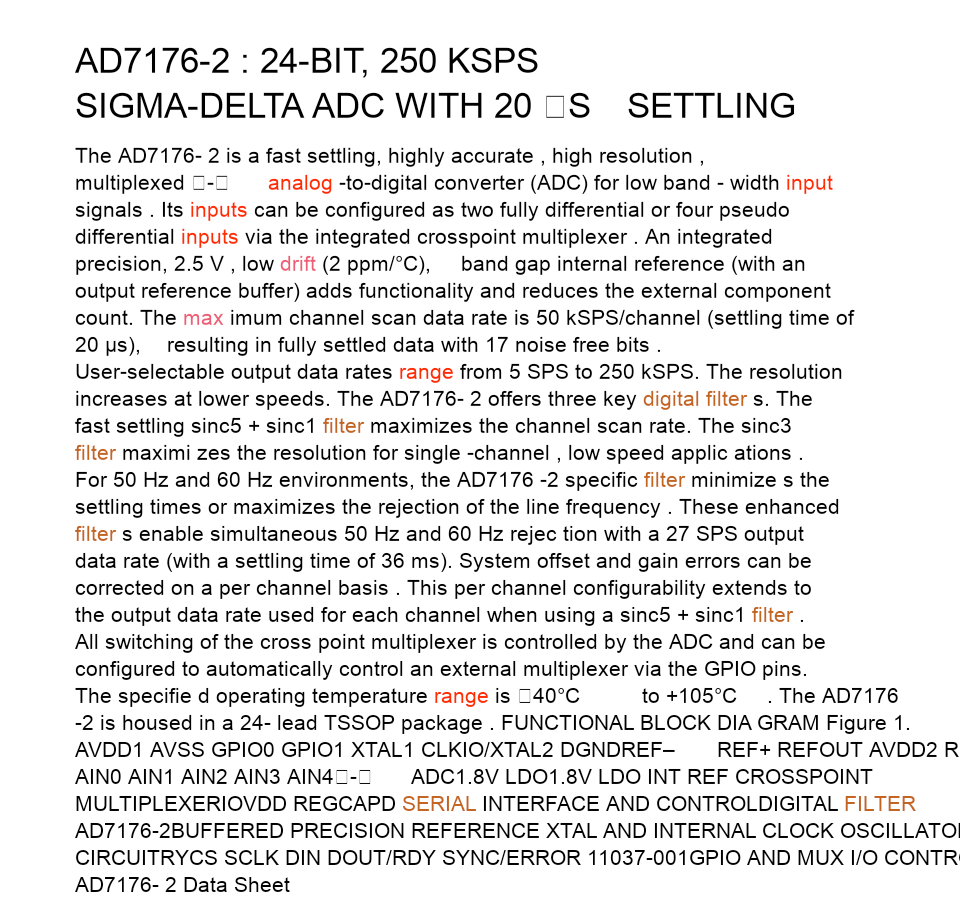 AD7176-2 : 24-BIT, 250 KSPS
SIGMA-DELTA ADC WITH 20 □S SETTLING
The AD7176- 2 is a fast settling, highly accurate , high resolution ,
multiplexed □-□ analog -to-digital converter (ADC) for low band - width input
signals . Its inputs can be configured as two fully differential or four pseudo
differential inputs via the integrated crosspoint multiplexer . An integrated
precision, 2.5 V , low drift (2 ppm/°C), band gap internal reference (with an
output reference buffer) adds functionality and reduces the external component
count. The max imum channel scan data rate is 50 kSPS/channel (settling time of
20 µs), resulting in fully settled data with 17 noise free bits .
User-selectable output data rates range from 5 SPS to 250 kSPS. The resolution
increases at lower speeds. The AD7176- 2 offers three key digital filter s. The
fast settling sinc5 + sinc1 filter maximizes the channel scan rate. The sinc3
filter maximi zes the resolution for single -channel , low speed applic ations .
For 50 Hz and 60 Hz environments, the AD7176 -2 specific filter minimize s the
settling times or maximizes the rejection of the line frequency . These enhanced
filter s enable simultaneous 50 Hz and 60 Hz rejec tion with a 27 SPS output
data rate (with a settling time of 36 ms). System offset and gain errors can be
corrected on a per channel basis . This per channel configurability extends to
the output data rate used for each channel when using a sinc5 + sinc1 filter .
All switching of the cross point multiplexer is controlled by the ADC and can be
configured to automatically control an external multiplexer via the GPIO pins.
The specifie d operating temperature range is □40°C to +105°C . The AD7176
-2 is housed in a 24- lead TSSOP package . FUNCTIONAL BLOCK DIA GRAM Figure 1.
AVDD1 AVSS GPIO0 GPIO1 XTAL1 CLKIO/XTAL2 DGNDREF– REF+ REFOUT AVDD2 R
AIN0 AIN1 AIN2 AIN3 AIN4□-□ ADC1.8V LDO1.8V LDO INT REF CROSSPOINT
MULTIPLEXERIOVDD REGCAPD SERIAL INTERFACE AND CONTROLDIGITAL FILTER
AD7176-2BUFFERED PRECISION REFERENCE XTAL AND INTERNAL CLOCK OSCILLATO
CIRCUITRYCS SCLK DIN DOUT/RDY SYNC/ERROR 11037-001GPIO AND MUX I/O CONTR
AD7176- 2 Data Sheet